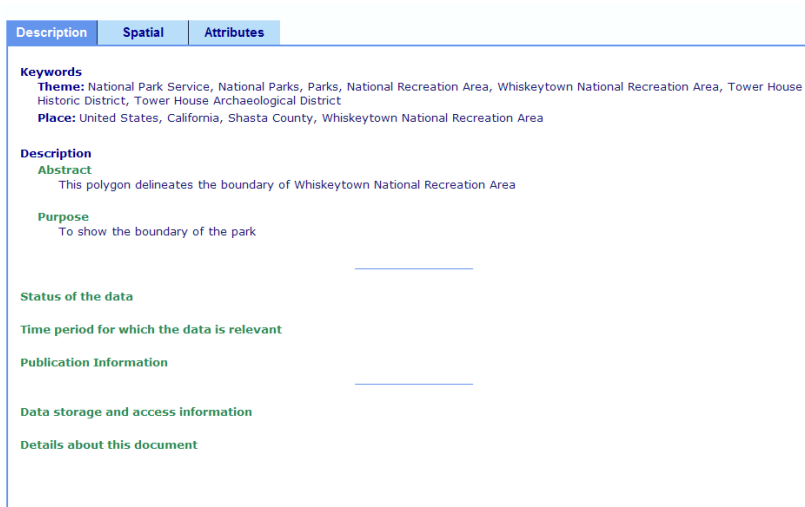 Description Spatial Attributes
Keywords
Theme: National Park Service, National Parks, Parks, National Recreation Area, Whiskeytown National Recreation Area, Tower House
Historic District, Tower House Archaeological District
Place: United States, California, Shasta County, Whiskeytown National Recreation Area
Description
Abstract
This polygon delineates the boundary of Whiskeytown National Recreation Area
Purpose
To show the boundary of the park
Status of the data
Time period for which the data is relevant
Publication Information
Data storage and access information
Details about this document